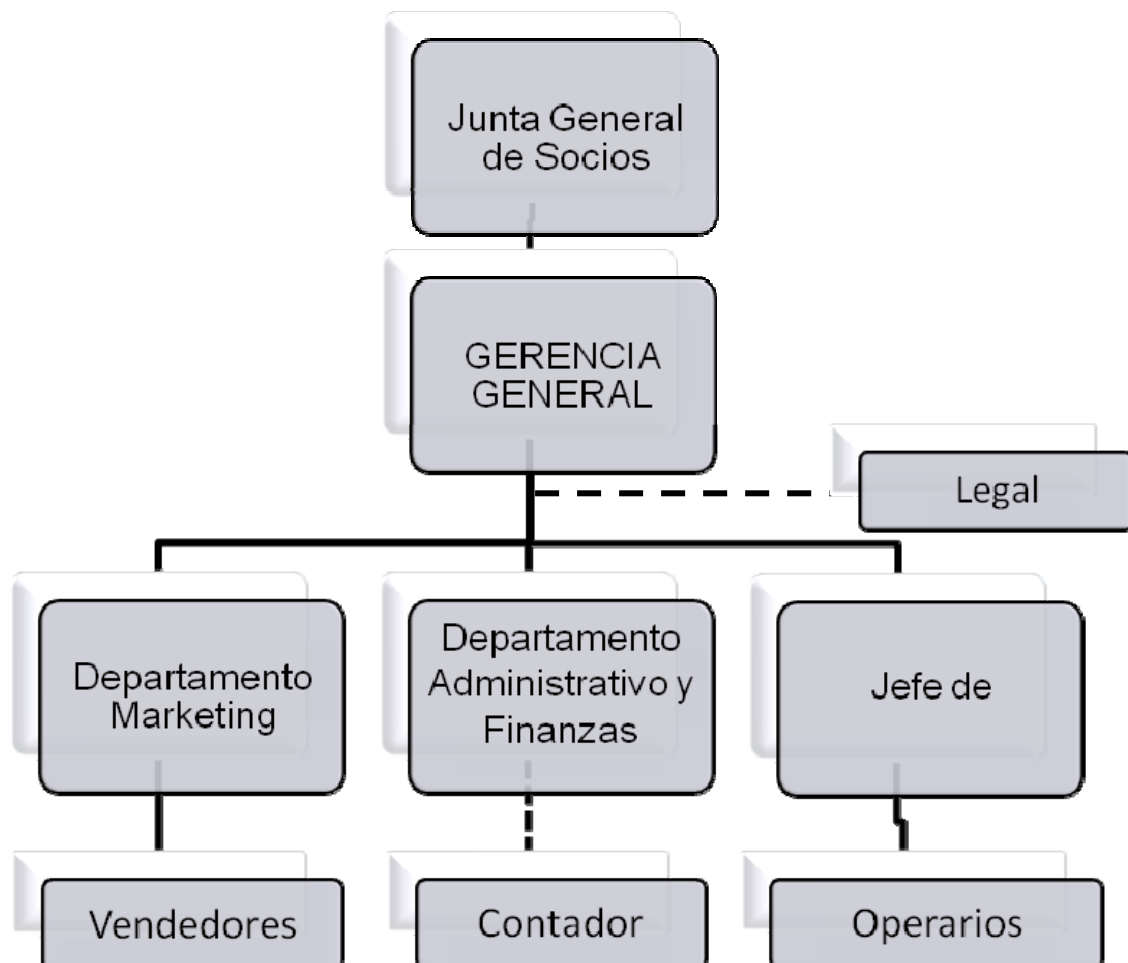 Junta General
de Socios
GERENCIA
GENERAL
Legal
Departamento
Marketing
Departamento
Administrativo y
Finanzas
Jefe de
Vendedores
Contador
Operarios